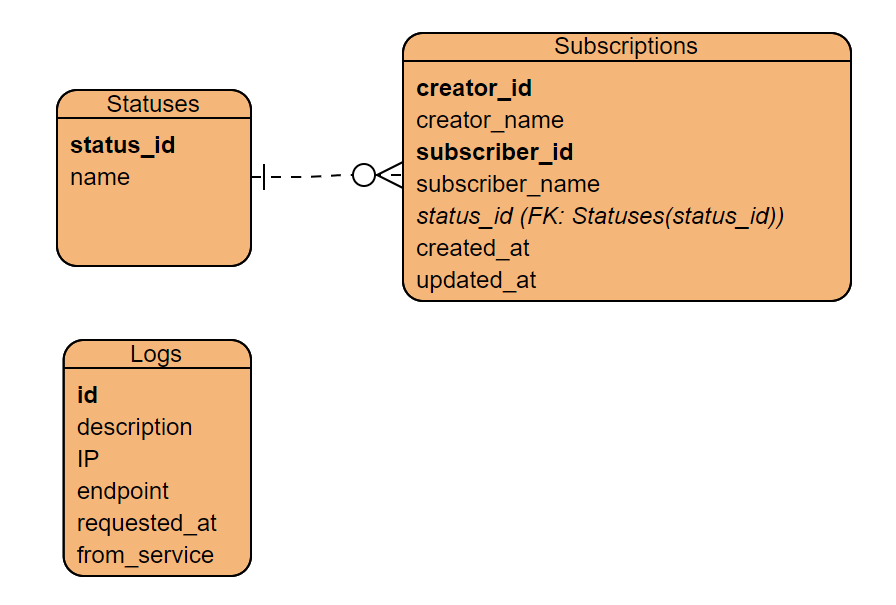 Statuses
status_id
name
Subscriptions
creator_id
creator_name
subscriber_id
subscriber_name
status_id (FK: Statuses(status_id))
created_at
updated_at
Logs
id
description
IP
endpoint
requested_at
from_service